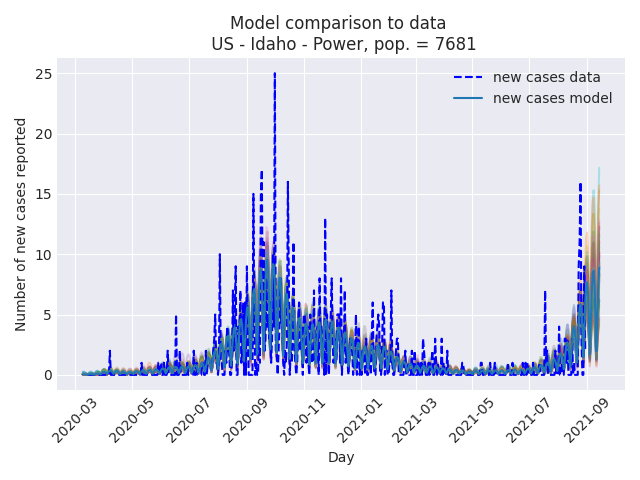 Model comparison to data
US - Idaho - Power, pop. = 7681
new cases data
new cases model
Number of new cases reported
25
20
15
10
5
0
2020-03
2020-05
2020-07
2020-09
2020-11
2021-01
2021-03
2021-05
2021-07
2021-09
Day